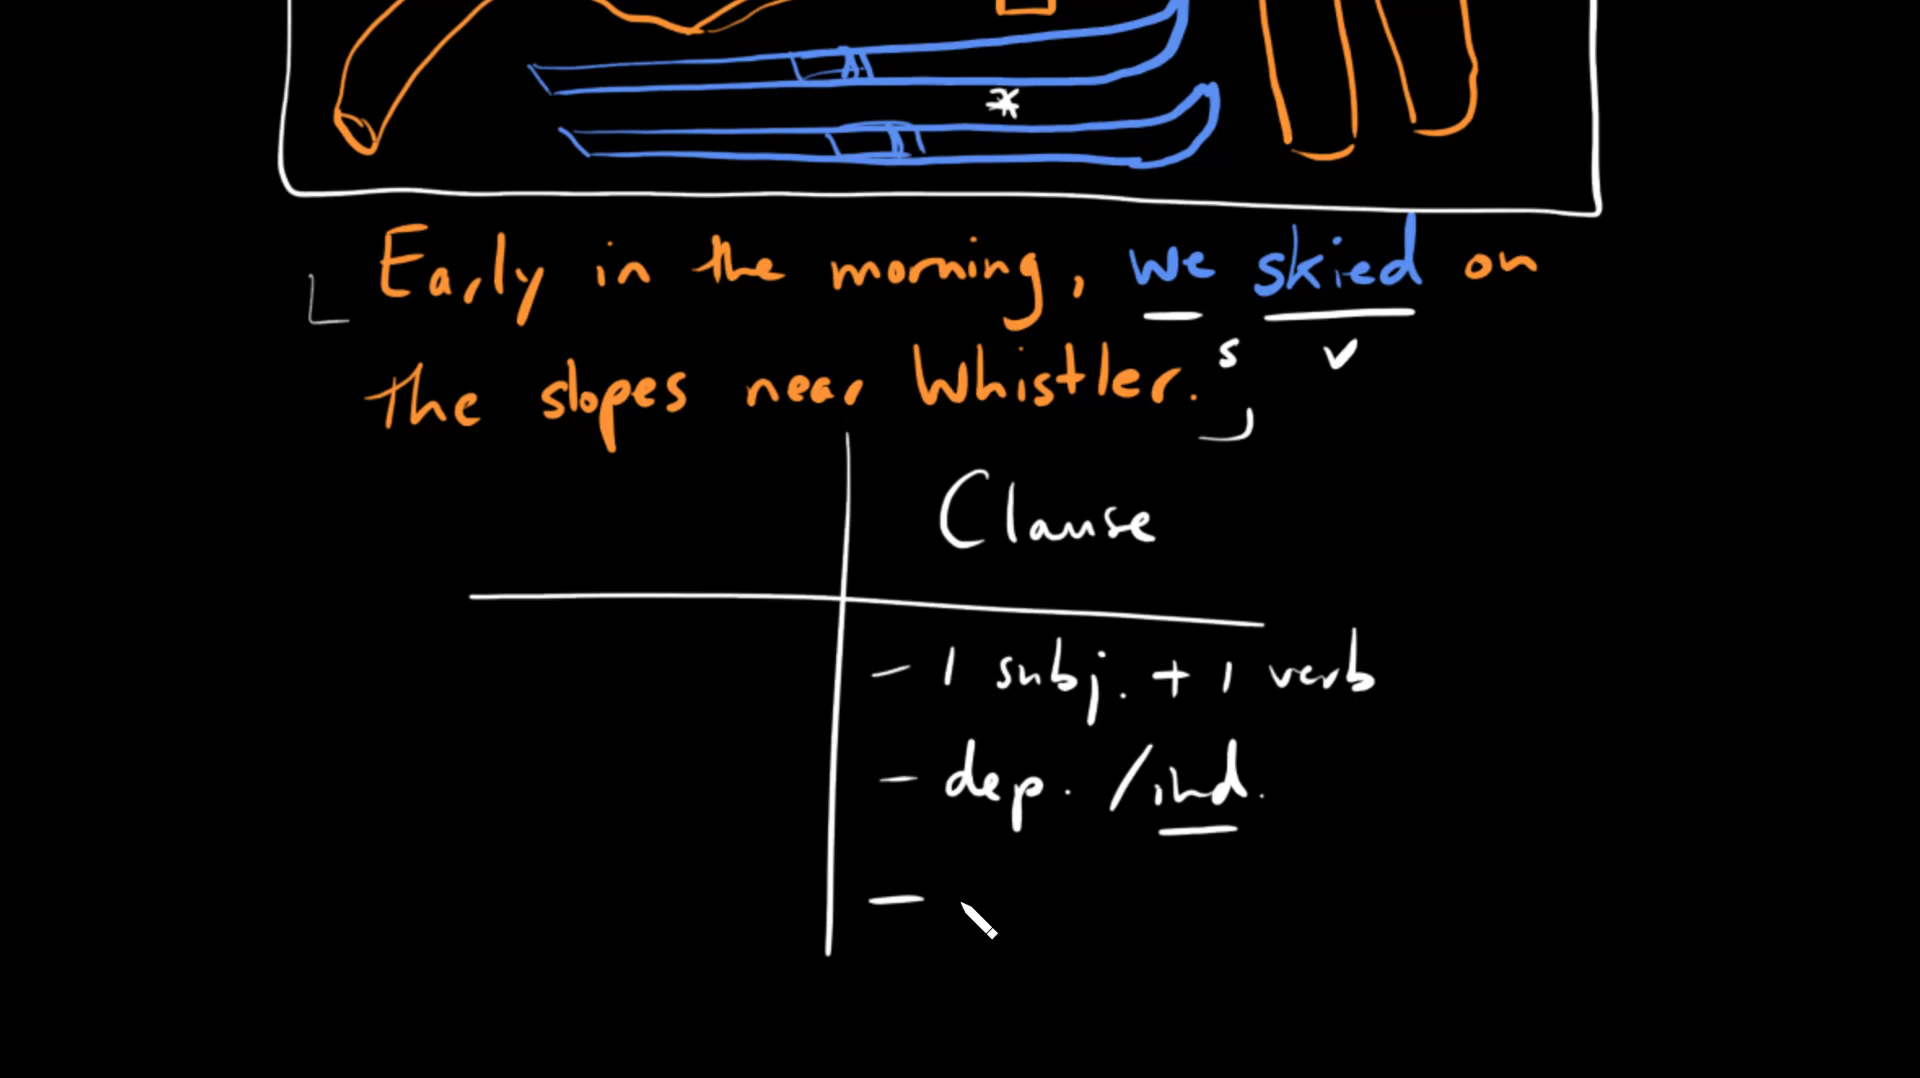 Early in the morning, we skied on
s v
the slopes near Whistler.
Clause
- 1 subj. + 1 verb
- dep. / ind.
-